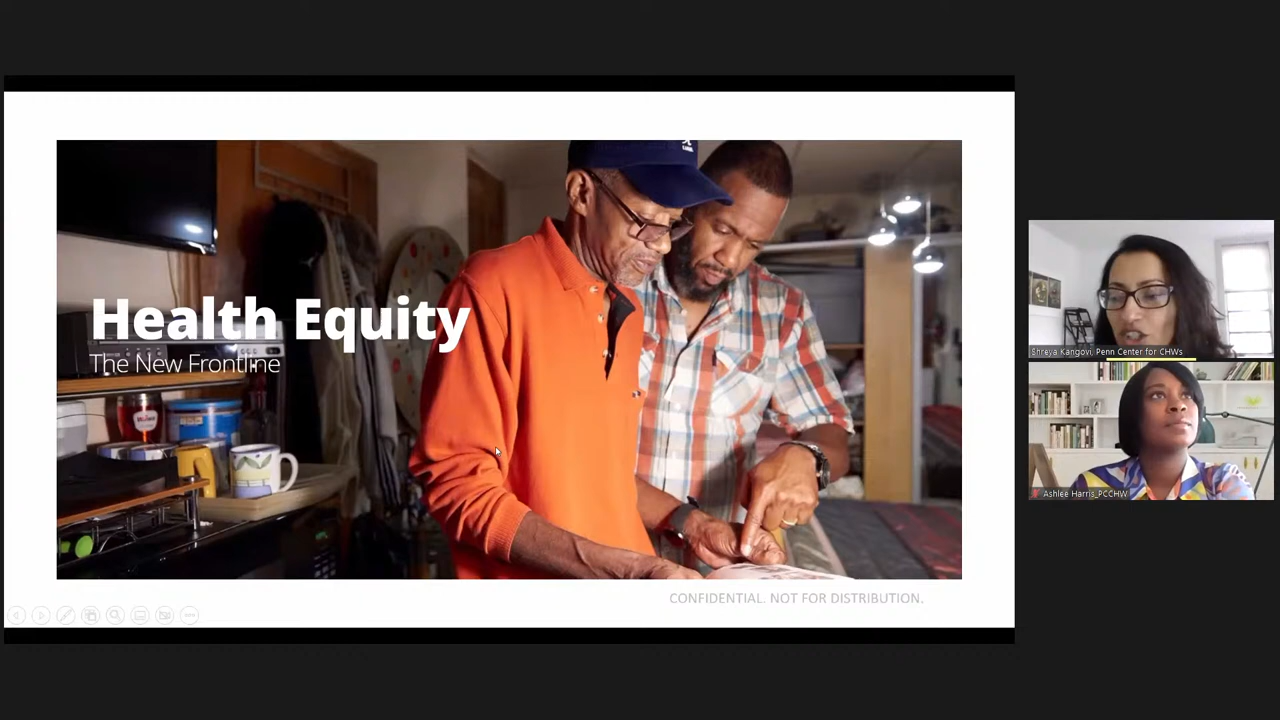 Health Equity
The New Frontline
CONFIDENTIAL. NOT FOR DISTRIBUTION.
Shreya Kangovi, Penn Center for CHWs
Ashlee Harris_PCCHW